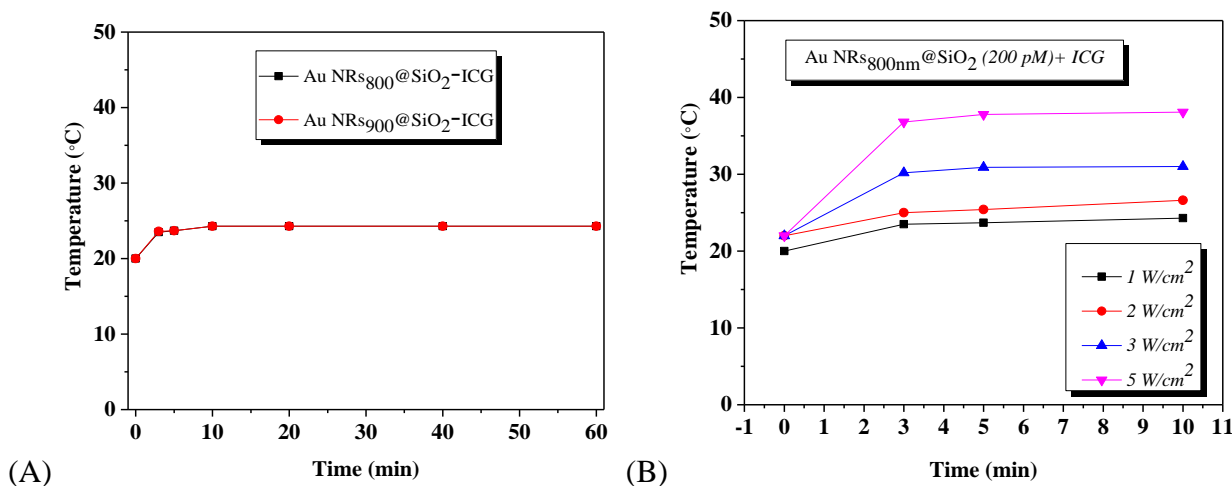 50
40
30
20
10
0
Temperature (°C)
Au NRs800@SiO2-ICG
Au NRs900@SiO2-ICG
0 10 20 30 40 50 60
Time (min)
(A)
50
40
30
20
10
0
Temperature (°C)
Au NRs800nm@SiO2 (200 pM)+ ICG
1 W/cm2
2 W/cm2
3 W/cm2
5 W/cm2
-1 0 1 2 3 4 5 6 7 8 9 10 11
Time (min)
(B)